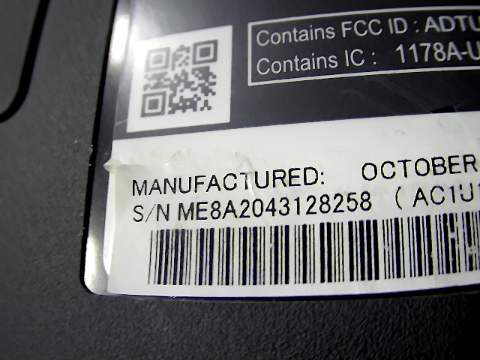 Contains FCC ID : ADTU
Contains IC : 1178A-U
MANUFACTURED: OCTOBER
S/N ME8A2043128258 ( AC1U1